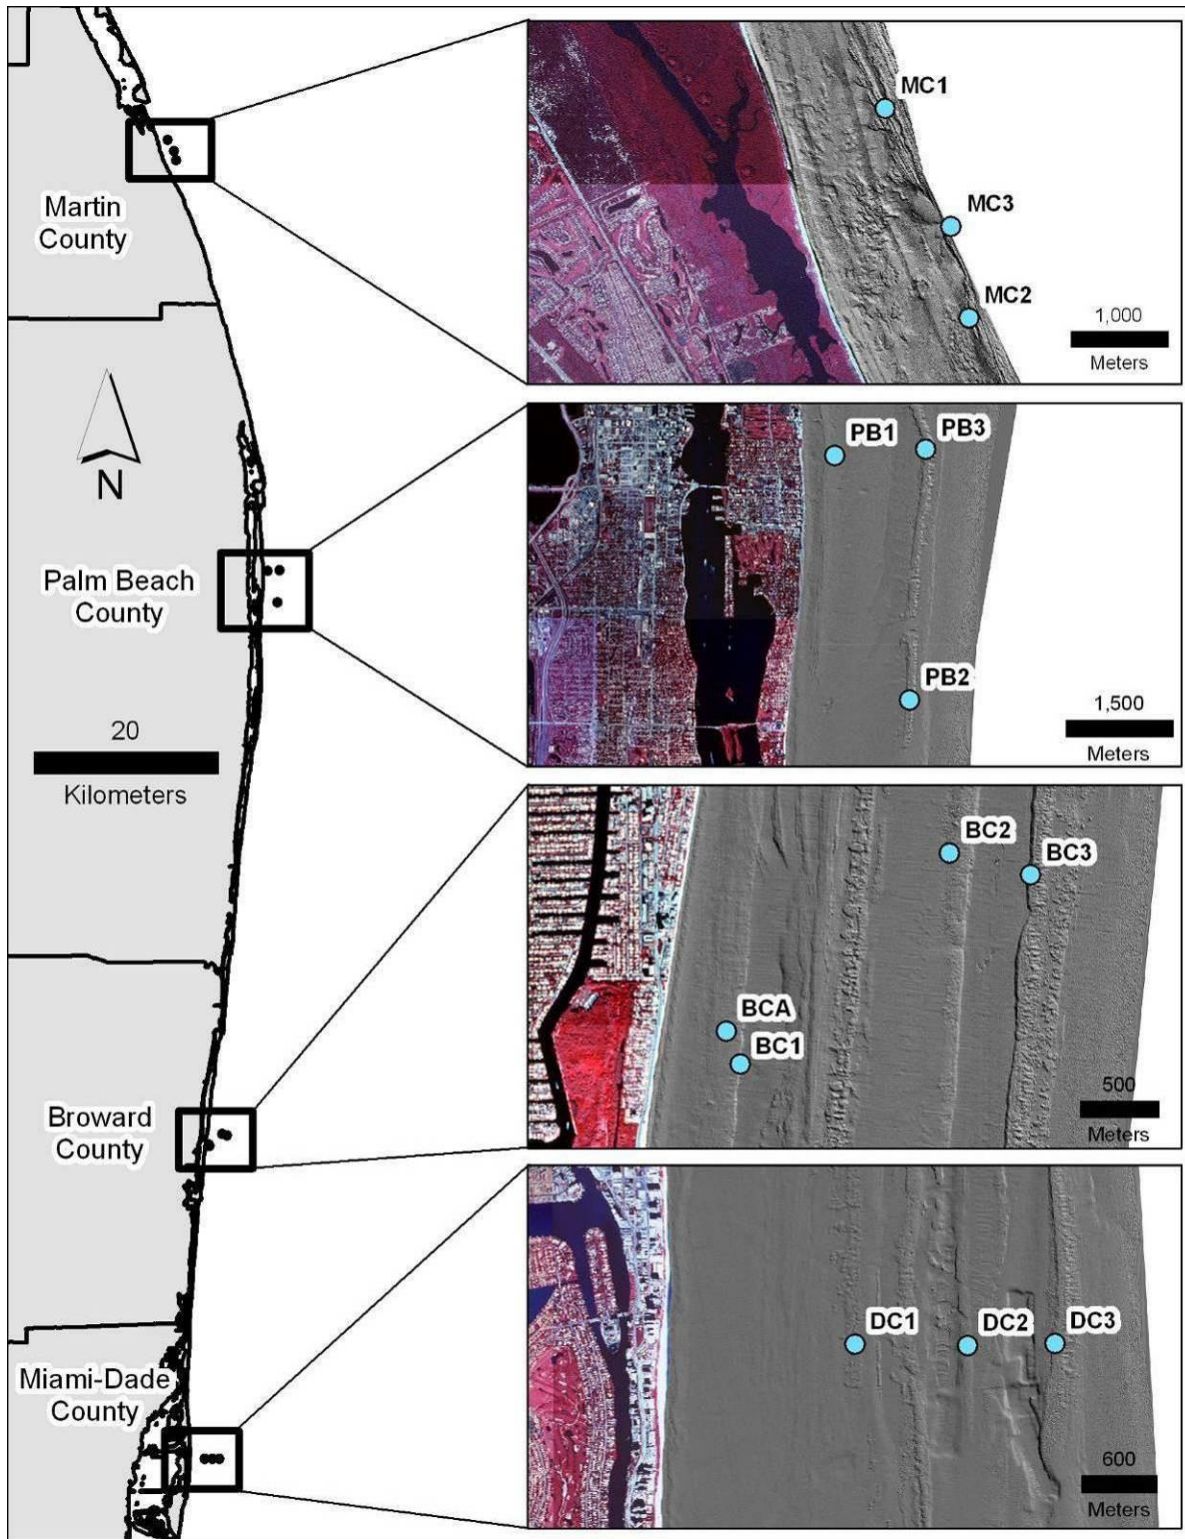 Martin
County
N
Palm Beach
County
20
Kilometers
Broward
County
Miami-Dade
County
MC1
MC3
MC2
1,000
Meters
PB1
PB3
PB2
1,500
Meters
BC2
BC3
BCA
BC1
500
Meters
DC1
DC2
DC3
600
Meters